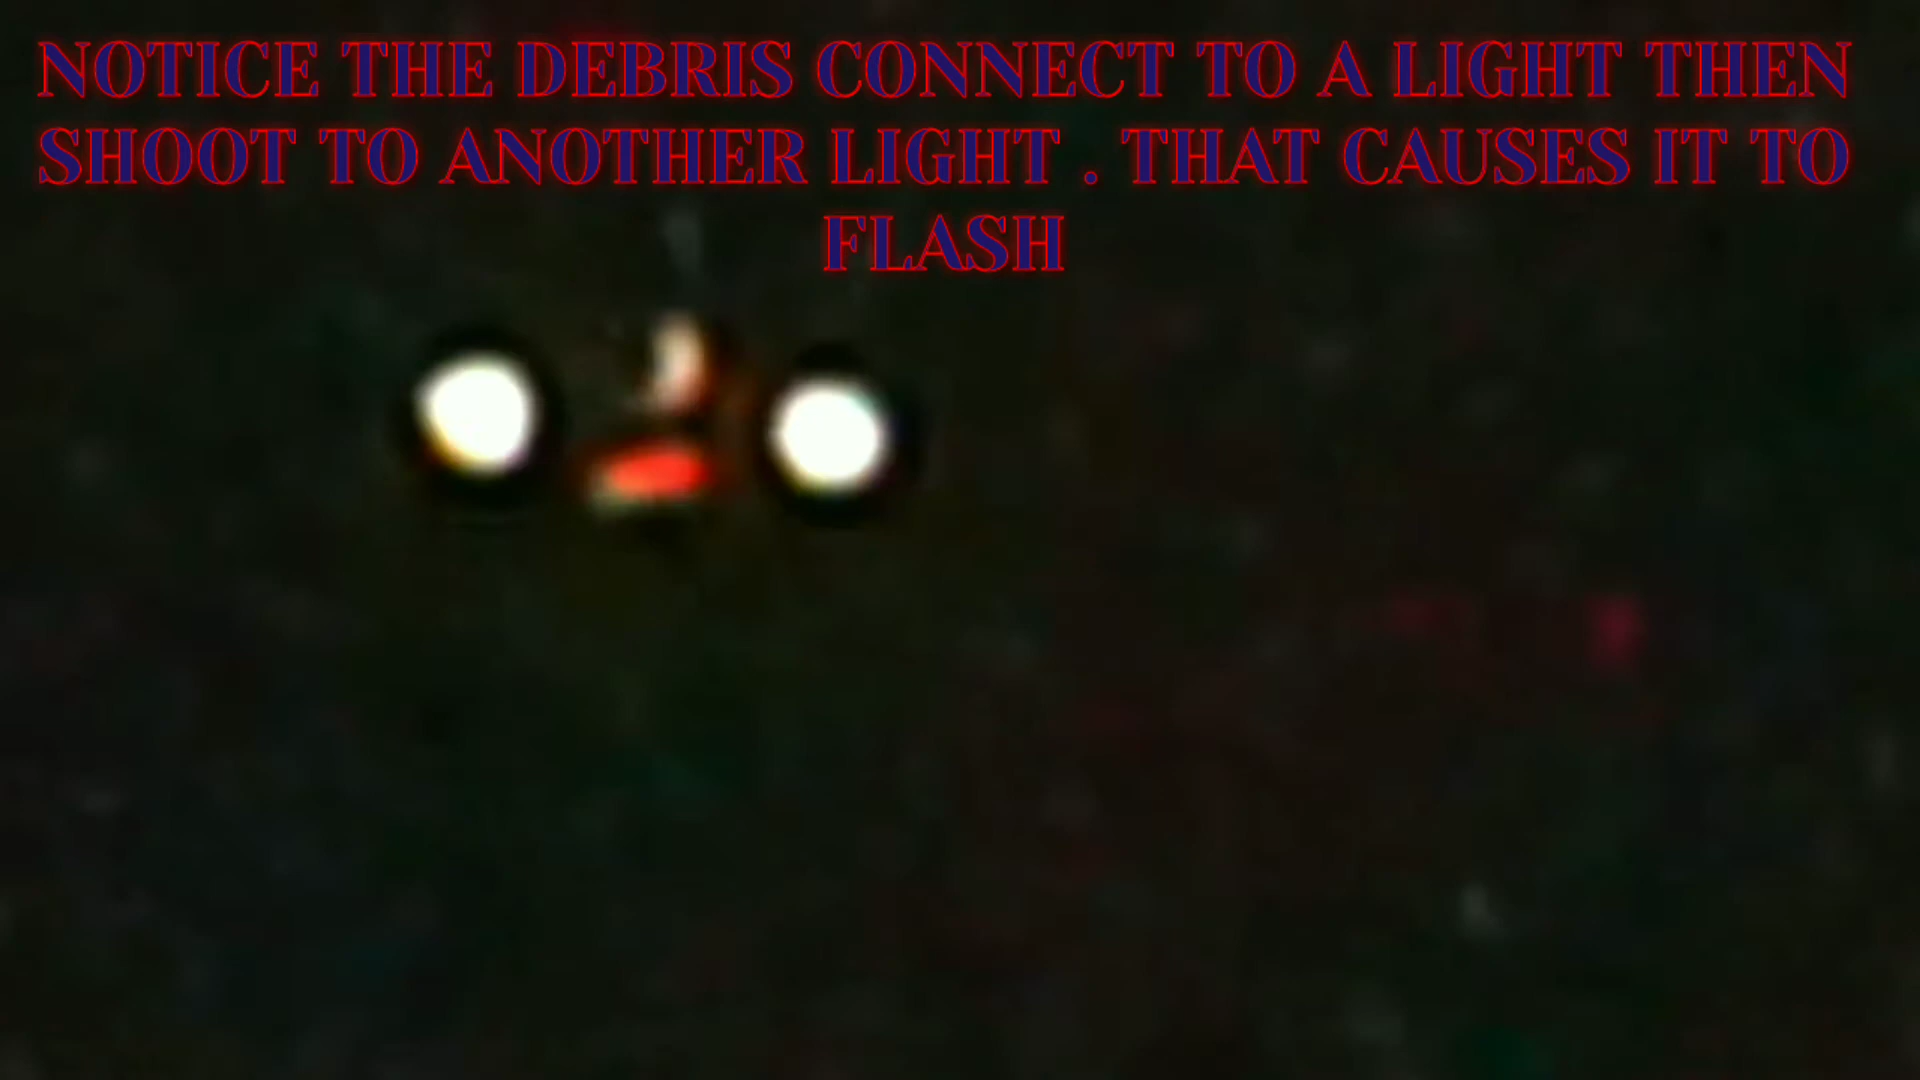 NOTICE THE DEBRIS CONNECT TO A LIGHT THEN
SHOOT TO ANOTHER LIGHT . THAT CAUSES IT TO
FLASH